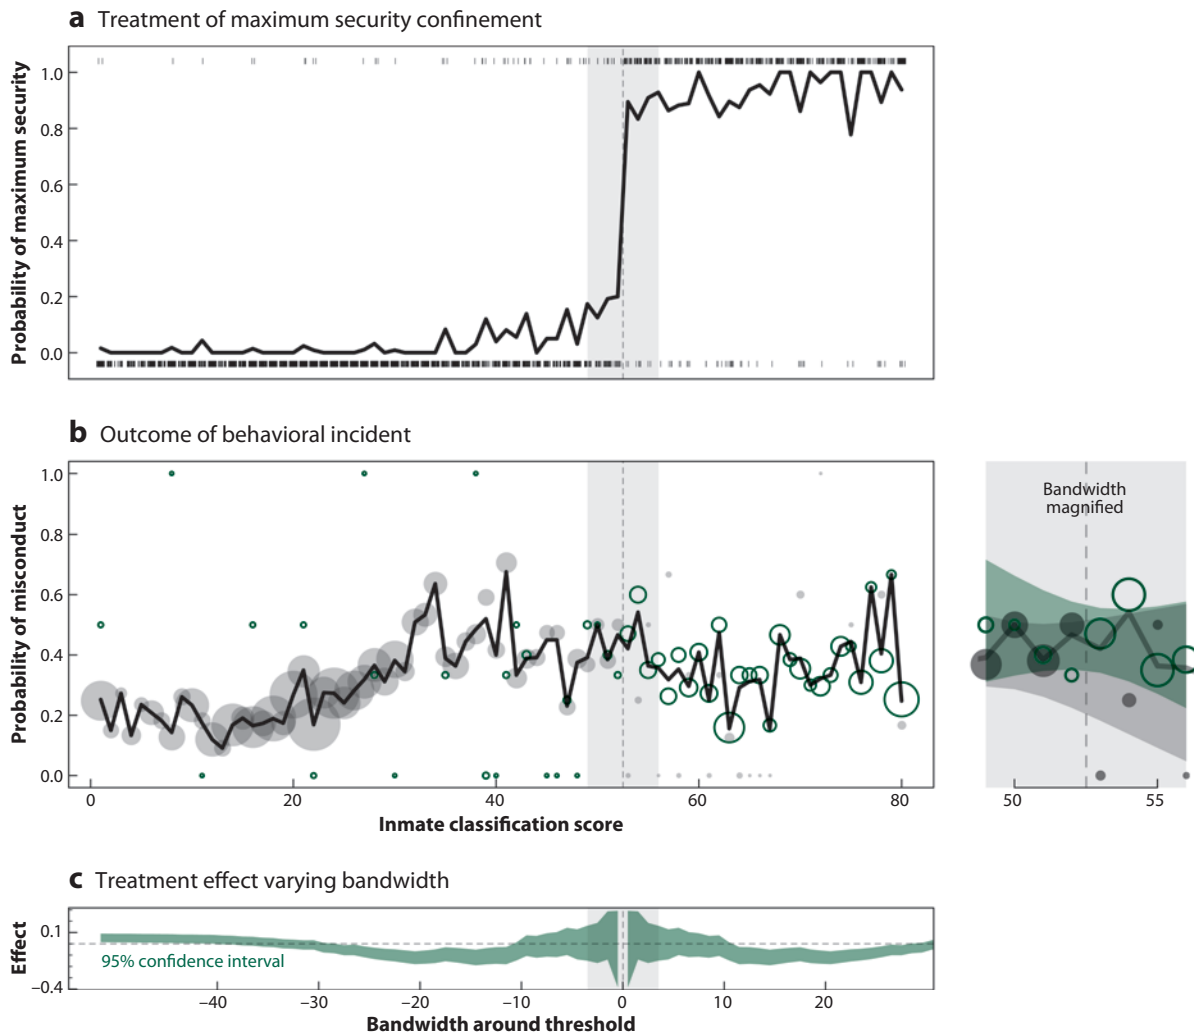 a Treatment of maximum security confinement
Probability of maximum security
1.0
0.8
0.6
0.4
0.2
0.0
b Outcome of behavioral incident
Probability of misconduct
1.0
0.8
0.6
0.4
0.2
0.0
0 20 40 60 80
Inmate classification score
Bandwidth
magnified
50 55
c Treatment effect varying bandwidth
Effect
0.1
–0.4
95% confidence interval
–40 –30 –20 –10 0 10 20
Bandwidth around threshold